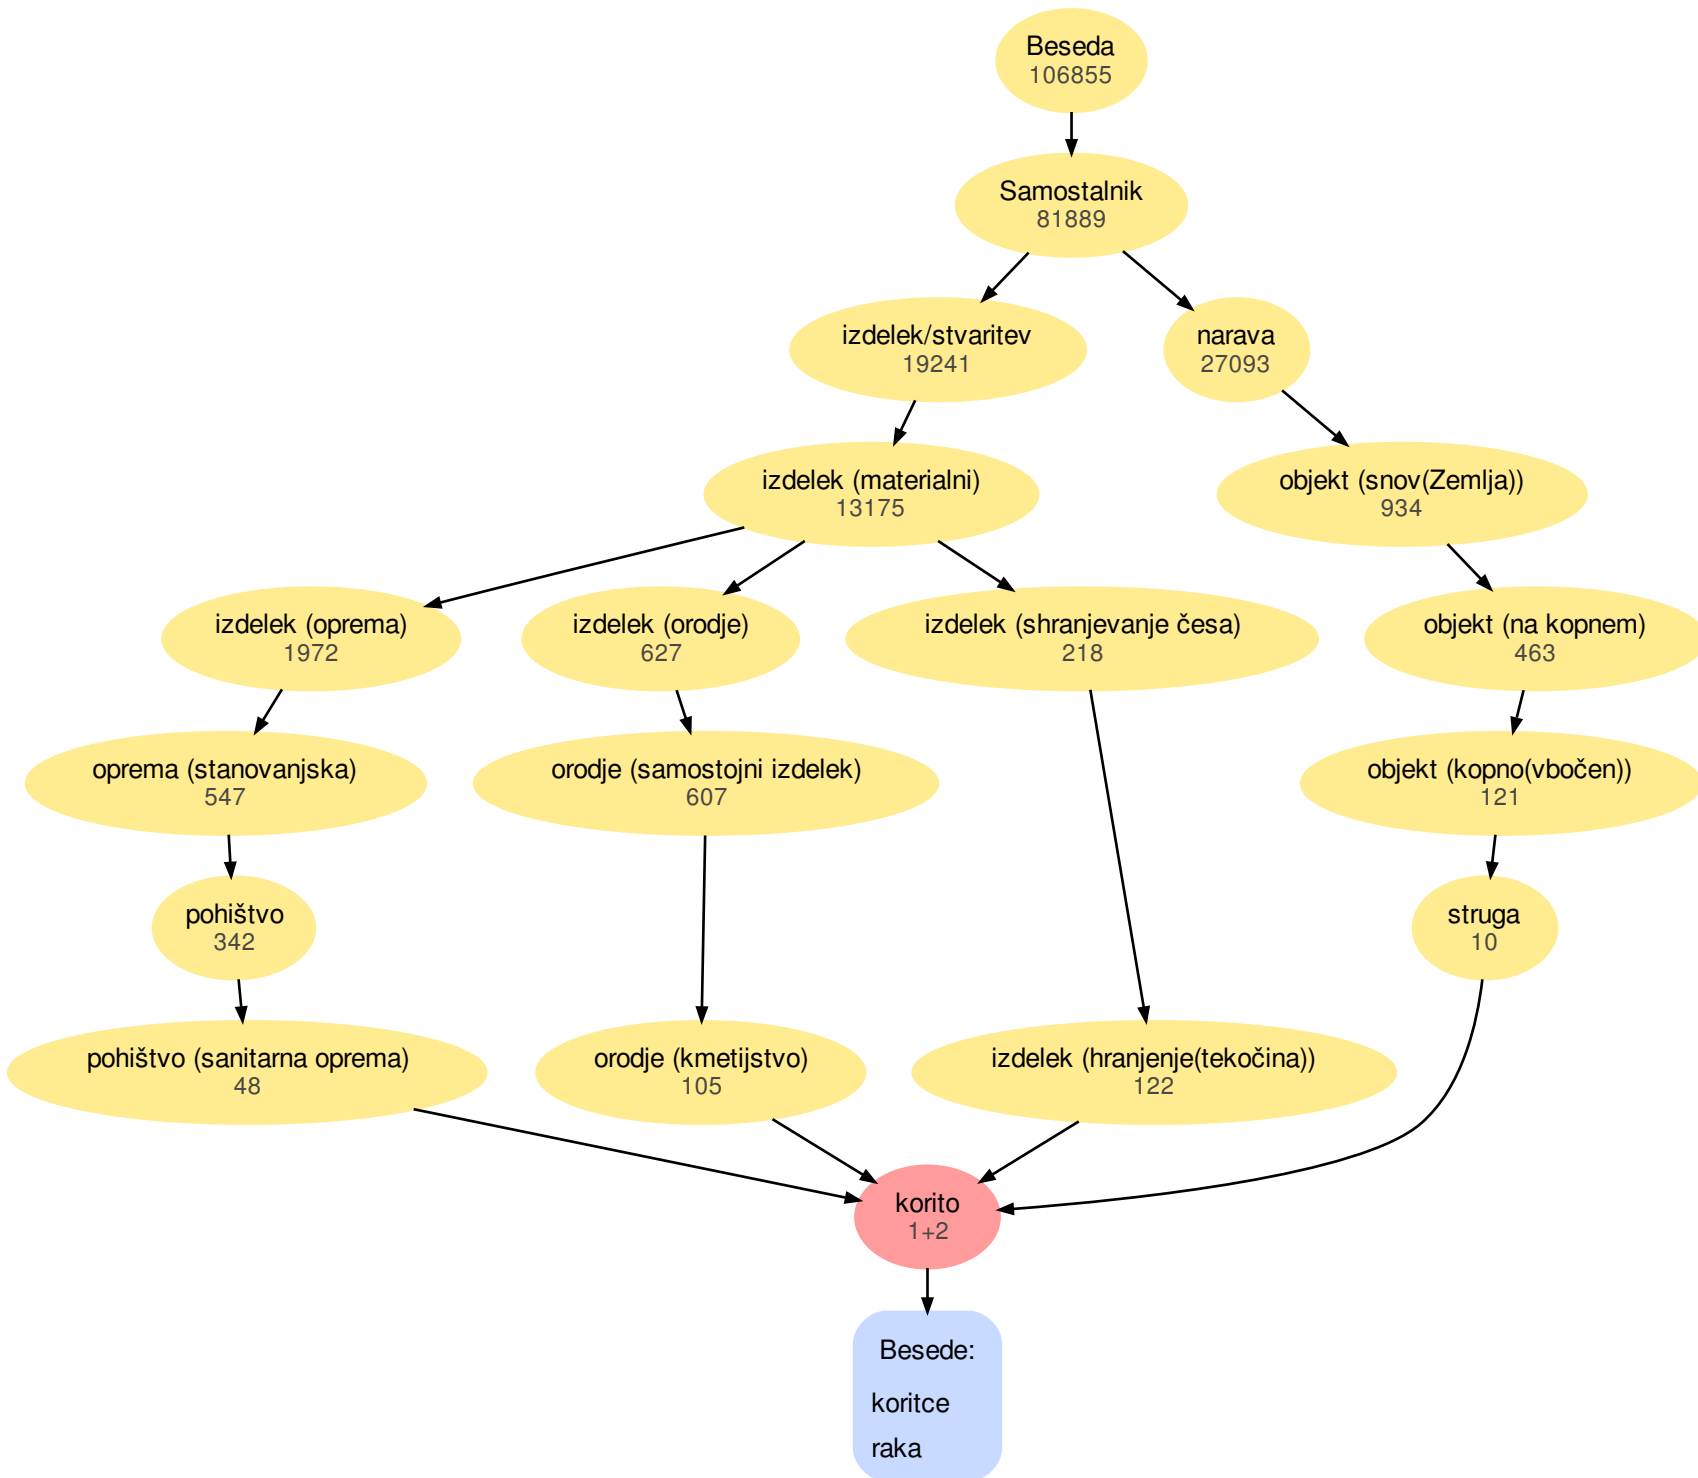 Beseda
106855
Samostalnik
81889
izdelek/stvaritev
19241
narava
27093
izdelek (materialni)
13175
objekt (snov(Zemlja))
934
izdelek (oprema)
1972
izdelek (orodje)
627
izdelek (shranjevanje česa)
218
objekt (na kopnem)
463
oprema (stanovanjska)
547
orodje (samostojni izdelek)
607
objekt (kopno(vbočen))
121
pohištvo
342
struga
10
pohištvo (sanitarna oprema)
48
orodje (kmetijstvo)
105
izdelek (hranjenje(tekočina))
122
korito
1+2
Besede:
koritce
raka